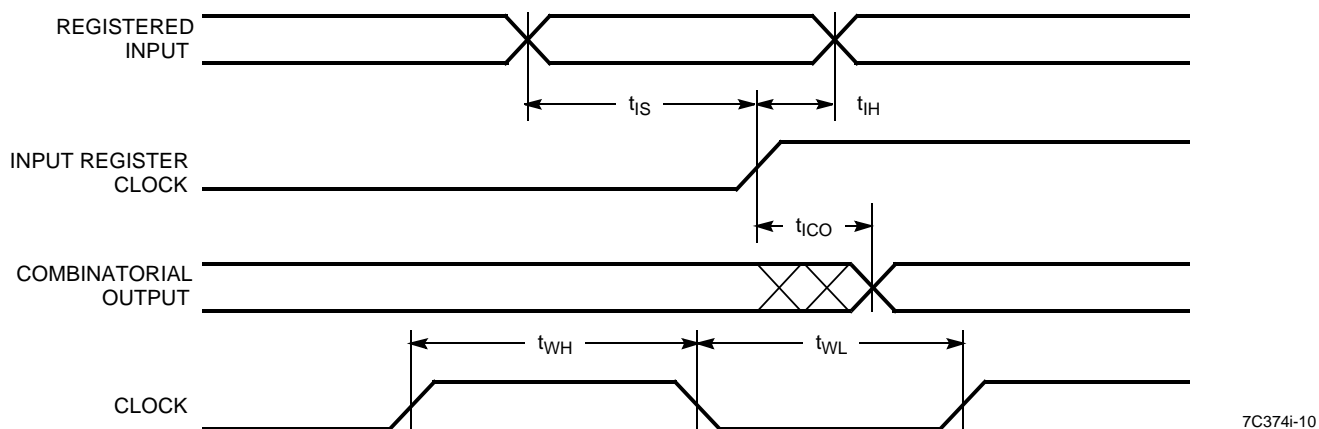 REGISTERED
INPUT
tIS
tIH
INPUT REGISTER
CLOCK
tICO
COMBINATORIAL
OUTPUT
tWH
tWL
CLOCK
7C374i-10